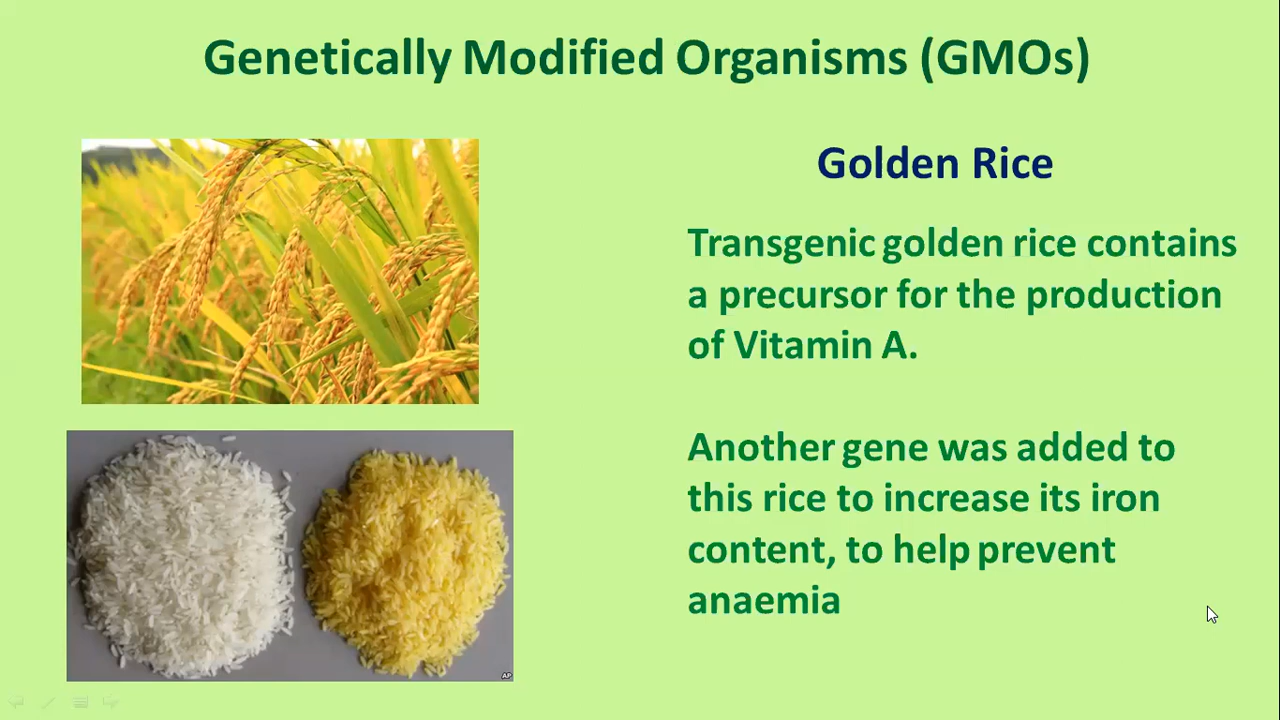 Genetically Modified Organisms (GMOs)
Golden Rice
Transgenic golden rice contains
a precursor for the production
of Vitamin A.
Another gene was added to
this rice to increase its iron
content, to help prevent
anaemia
AP